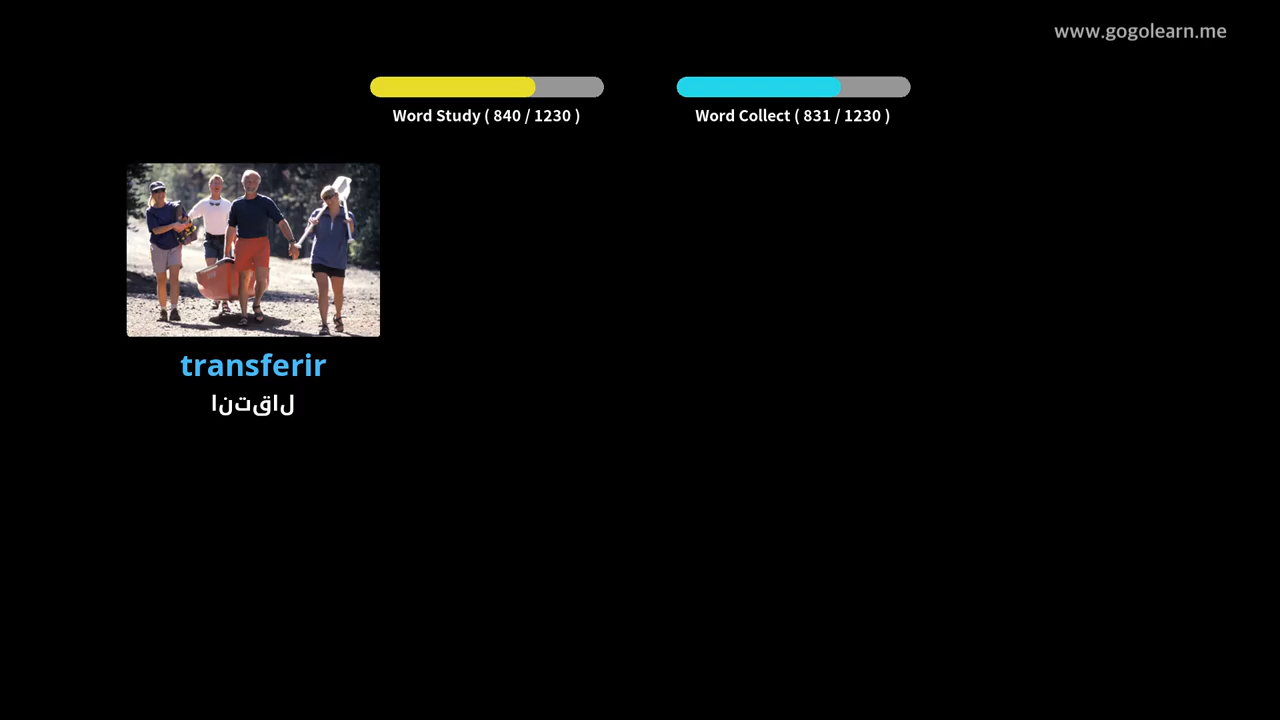 www.gogolearn.me
Word Study ( 840 / 1230 )
Word Collect ( 831 / 1230 )
transferir
انتقال